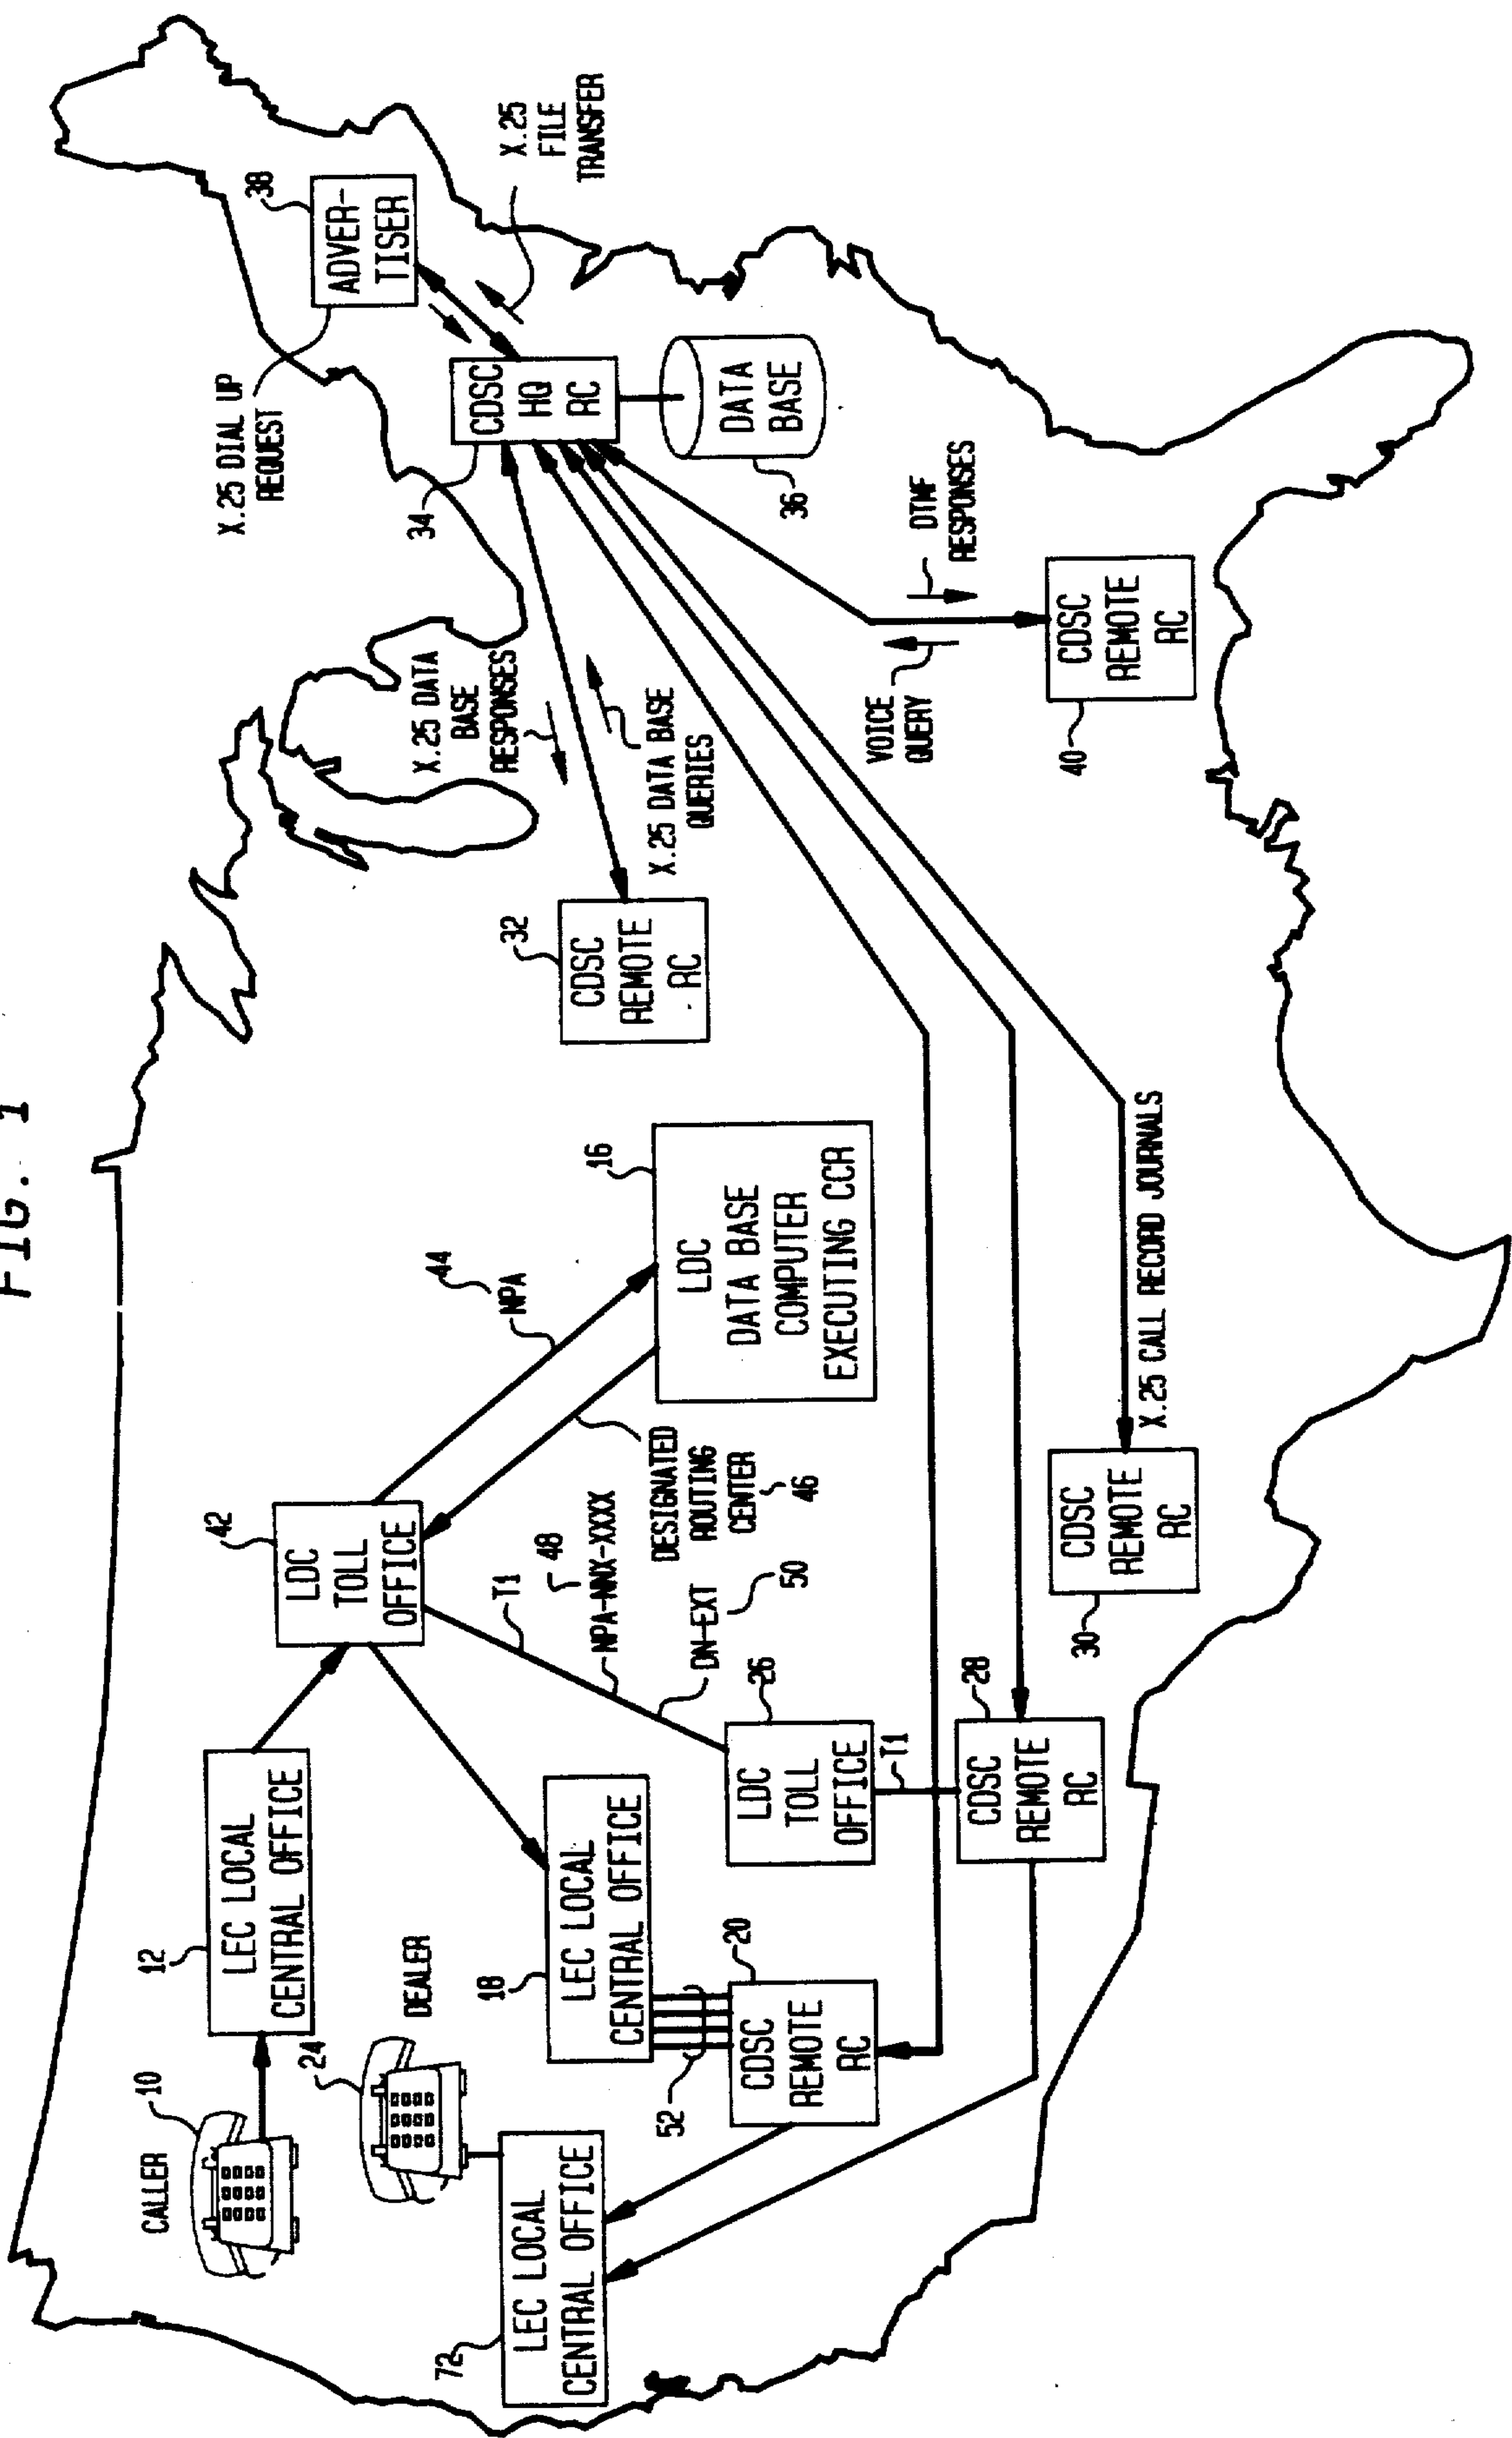 FIG. 1
CALLER
10
12
LEC LOCAL
CENTRAL OFFICE
42
LDC
TOLL
OFFICE
44
NPA
16
LDC
DATA BASE
COMPUTER
EXECUTING CCR
DESIGNATED
ROUTING
CENTER
46
T1
48
NPA-NNX-XXXX
DN-EXT
50
24
DEALER
72
LEC LOCAL
CENTRAL OFFICE
18
LEC LOCAL
CENTRAL OFFICE
52
20
CDSC
REMOTE
RC
26
LDC
TOLL
OFFICE
T1
28
CDSC
REMOTE
RC
30
CDSC
REMOTE
RC
X.25 CALL RECORD JOURNALS
32
CDSC
REMOTE
RC
X.25 DATA
BASE
RESPONSES
X.25 DATA BASE
QUERIES
34
CDSC
HQ
RC
36
DATA
BASE
X.25 DIAL UP
REQUEST
38
ADVER-
TISER
X.25
FILE
TRANSFER
VOICE
QUERY
DTMF
RESPONSES
40
CDSC
REMOTE
RC